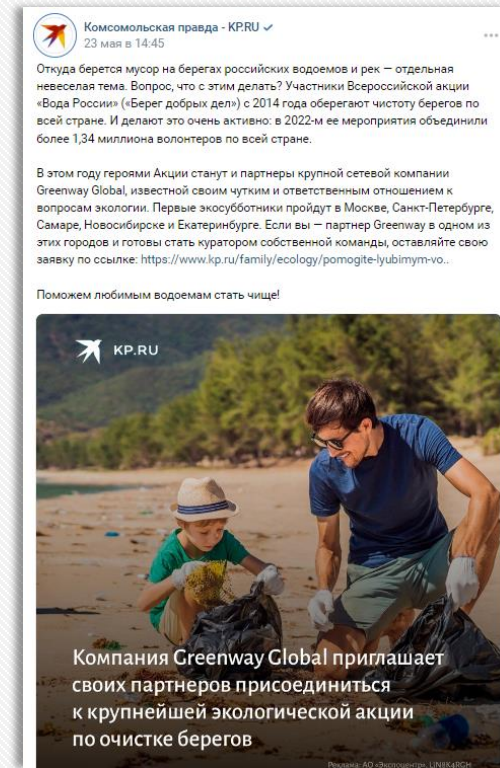 Комсомольская правда - KP.RU
23 мая в 14:45
Откуда берется мусор на берегах российских водоемов и рек — отдельная
невеселая тема. Вопрос, что с этим делать? Участники Всероссийской акции
«Вода России» («Берег добрых дел») с 2014 года оберегают чистоту берегов по
всей стране. И делают это очень активно: в 2022-м ее мероприятия объединили
более 1,34 миллиона волонтеров по всей стране.
В этом году героями Акции станут и партнеры крупной сетевой компании
Greenway Global, известной своим чутким и ответственным отношением к
вопросам экологии. Первые экосубботники пройдут в Москве, Санкт-Петербурге,
Самаре, Новосибирске и Екатеринбурге. Если вы — партнер Greenway в одном из
этих городов и готовы стать куратором собственной команды, оставляйте свою
заявку по ссылке: https://www.kp.ru/family/ecology/pomogite-lyubimym-vo..
Поможем любимым водоемам стать чище!
KP.RU
Компания Greenway Global приглашает
своих партнеров присоединиться
к крупнейшей экологической акции
по очистке берегов
Реклама: АО «Экспоцентр».